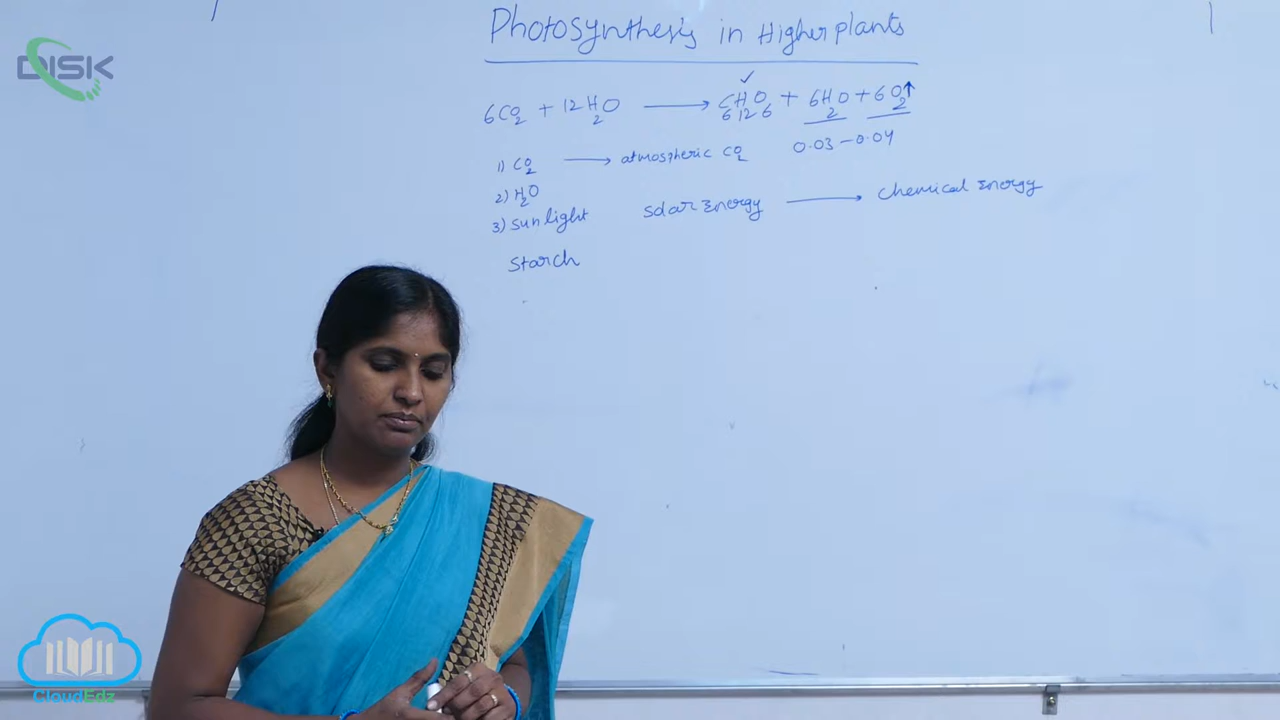 DISK
Photosynthesis in Higher plants
6CO2 + 12H2O → C6H12O6 + 6H2O + 6O2↑
1) CO2 → atmospheric CO2 0.03 – 0.04
2) H2O
3) sun light solar Energy → chemical Energy
Starch
CloudEdz